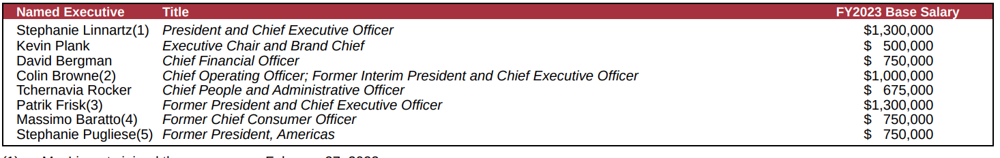 Named Executive Title FY2023 Base Salary
Stephanie Linnartz(1) President and Chief Executive Officer $1,300,000
Kevin Plank Executive Chair and Brand Chief $ 500,000
David Bergman Chief Financial Officer $ 750,000
Colin Browne(2) Chief Operating Officer; Former Interim President and Chief Executive Officer $1,000,000
Tchernavia Rocker Chief People and Administrative Officer $ 675,000
Patrik Frisk(3) Former President and Chief Executive Officer $1,300,000
Massimo Baratto(4) Former Chief Consumer Officer $ 750,000
Stephanie Pugliese(5) Former President, Americas $ 750,000